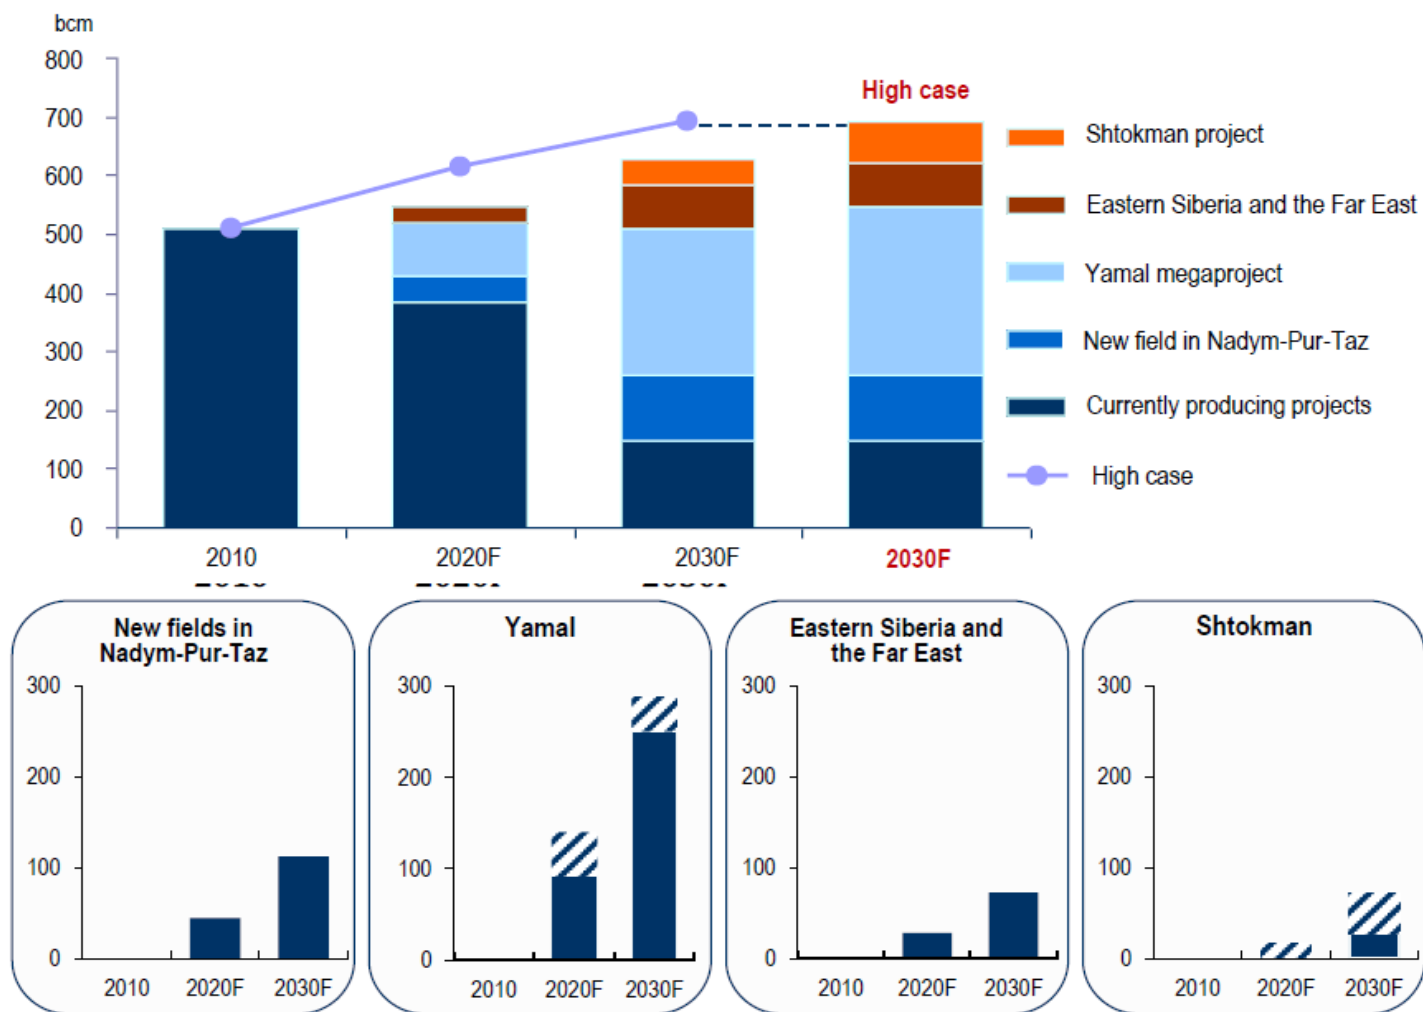 bcm
800
700
600
500
400
300
200
100
0
High case
2010
2020F
2030F
2030F
Shtokman project
Eastern Siberia and the Far East
Yamal megaproject
New field in Nadym-Pur-Taz
Currently producing projects
High case
New fields in
Nadym-Pur-Taz
300
200
100
0
2010 2020F 2030F
Yamal
300
200
100
0
2010 2020F 2030F
Eastern Siberia and
the Far East
300
200
100
0
2010 2020F 2030F
Shtokman
300
200
100
0
2010 2020F 2030F